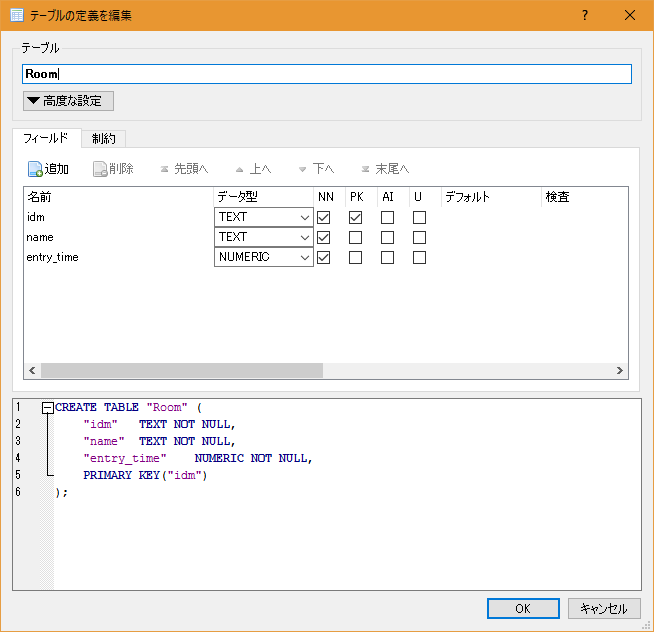 テーブルの定義を編集
?
テーブル
Room
高度な設定
フィールド 制約
追加 削除 先頭へ 上へ 下へ 末尾へ
名前 データ型 NN PK AI U デフォルト 検査
idm TEXT
name TEXT
entry_time NUMERIC
1 CREATE TABLE "Room" (
2 "idm" TEXT NOT NULL,
3 "name" TEXT NOT NULL,
4 "entry_time" NUMERIC NOT NULL,
5 PRIMARY KEY("idm")
6 );
OK キャンセル